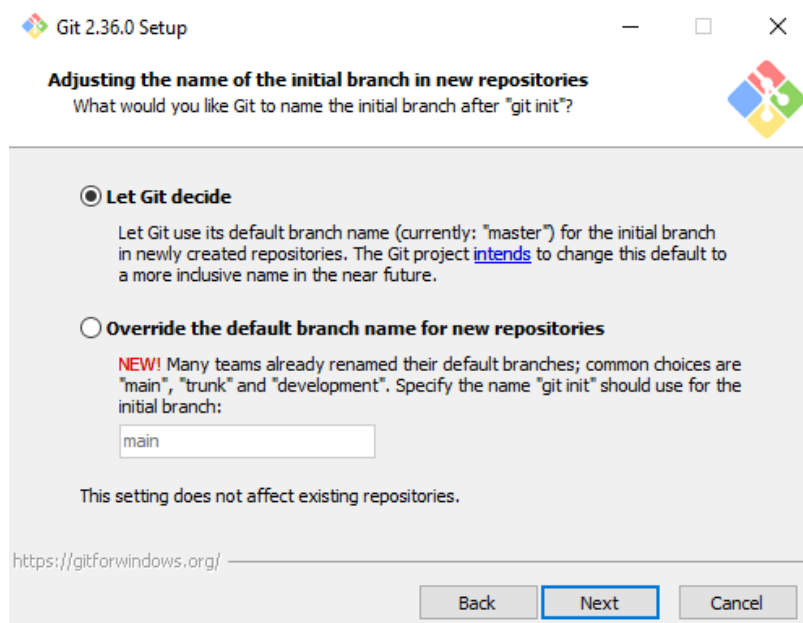 Git 2.36.0 Setup
Adjusting the name of the initial branch in new repositories
What would you like Git to name the initial branch after "git init"?
Let Git decide
Let Git use its default branch name (currently: "master") for the initial branch
in newly created repositories. The Git project intends to change this default to
a more inclusive name in the near future.
Override the default branch name for new repositories
NEW! Many teams already renamed their default branches; common choices are
"main", "trunk" and "development". Specify the name "git init" should use for the
initial branch:
main
This setting does not affect existing repositories.
https://gitforwindows.org/
Back Next Cancel